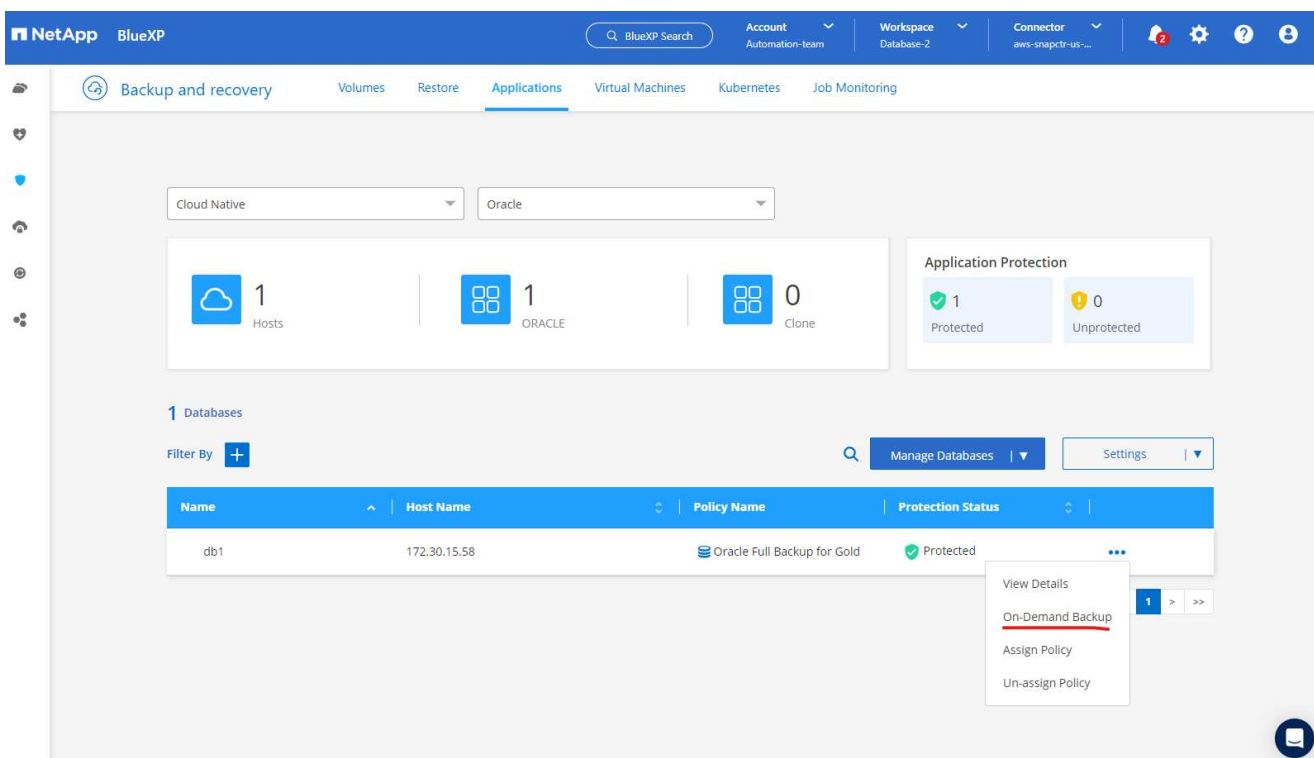 NetApp BlueXP
BlueXP Search
Account
Automation-team
Workspace
Database-2
Connector
aws-snapctr-us-...
2
Backup and recovery
Volumes Restore Applications Virtual Machines Kubernetes Job Monitoring
Cloud Native
Oracle
1
Hosts
1
ORACLE
0
Clone
Application Protection
1
Protected
0
Unprotected
1 Databases
Filter By +
Manage Databases
Settings
Name Host Name Policy Name Protection Status
db1 172.30.15.58 Oracle Full Backup for Gold Protected
View Details
On-Demand Backup
Assign Policy
Un-assign Policy
1 > >>